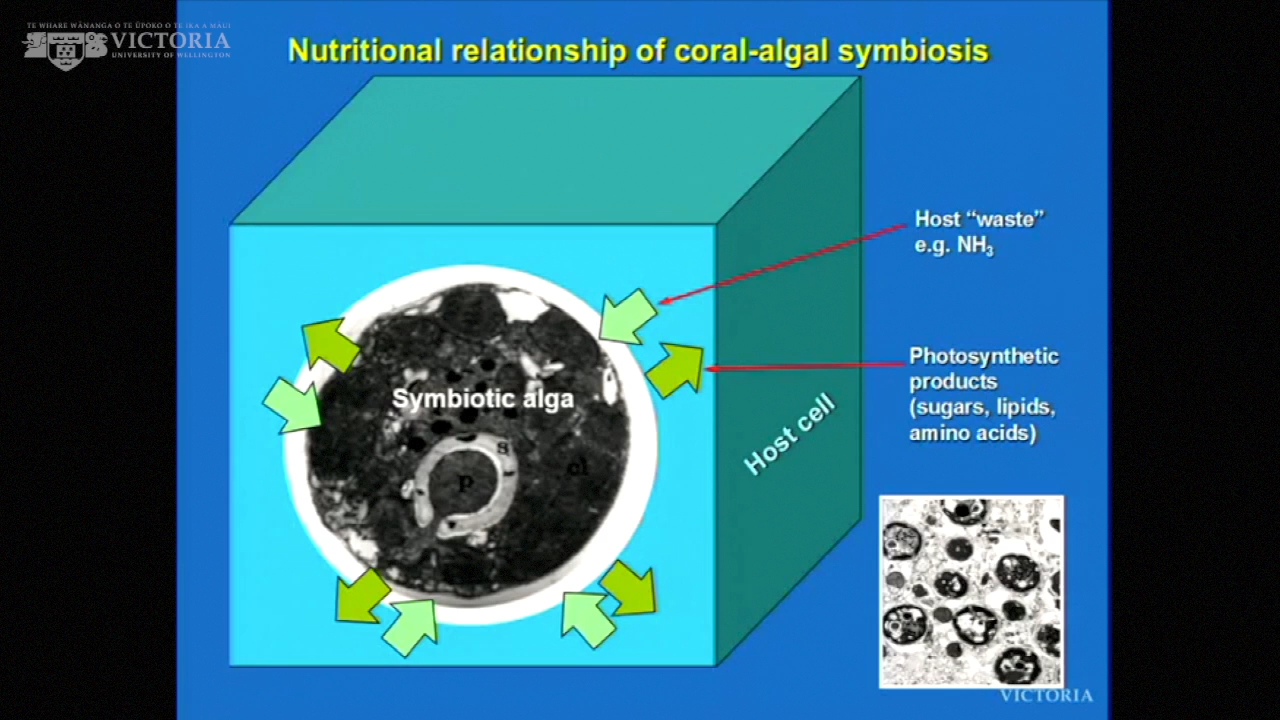 TE WHARE WĀNANGA O TE ŪPOKO O TE IKA A MĀUI
VICTORIA
UNIVERSITY OF WELLINGTON
Nutritional relationship of coral-algal symbiosis
Host “waste”
e.g. NH₃
Photosynthetic
products
(sugars, lipids,
amino acids)
Symbiotic alga
s
cl
p
Host cell
VICTORIA